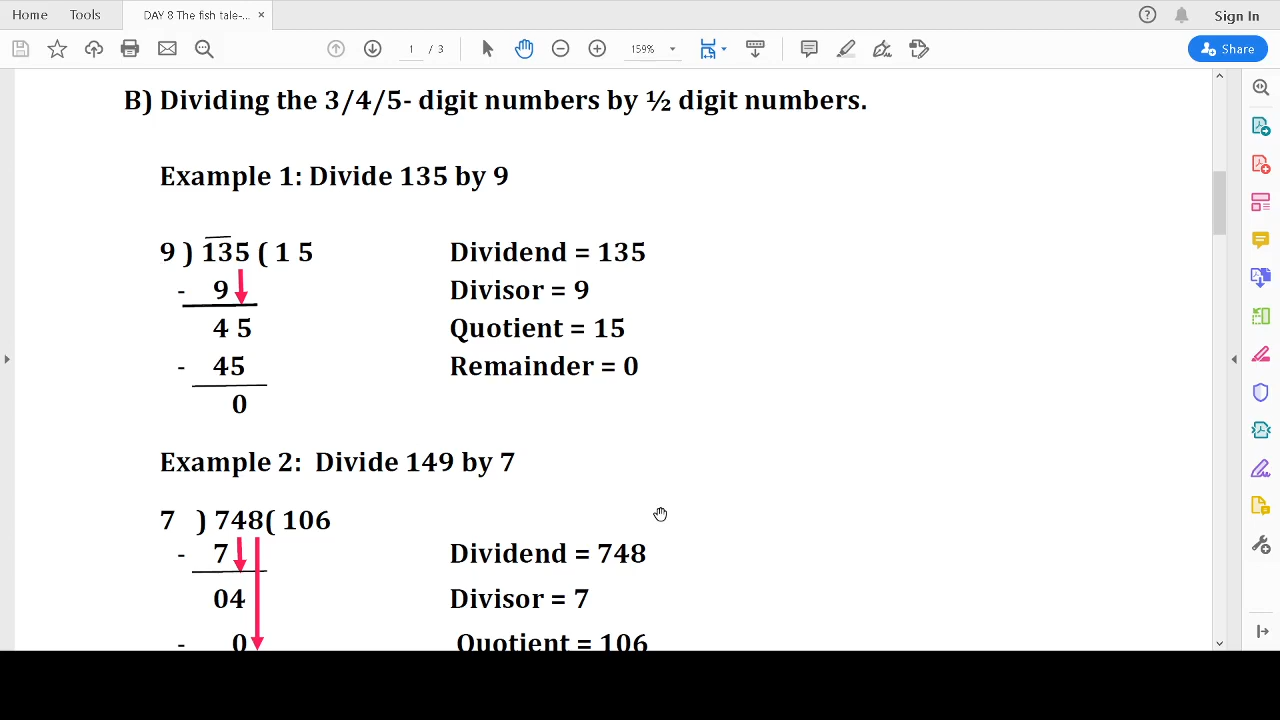 Home Tools DAY 8 The fish tale-... × Sign In
1 / 3 159% Share
B) Dividing the 3/4/5- digit numbers by ½ digit numbers.
Example 1: Divide 135 by 9
9 ) 135 ( 1 5 Dividend = 135
- 9 Divisor = 9
4 5 Quotient = 15
- 45 Remainder = 0
0
Example 2: Divide 149 by 7
7 ) 748( 106
- 7 Dividend = 748
04 Divisor = 7
- 0 Quotient = 106